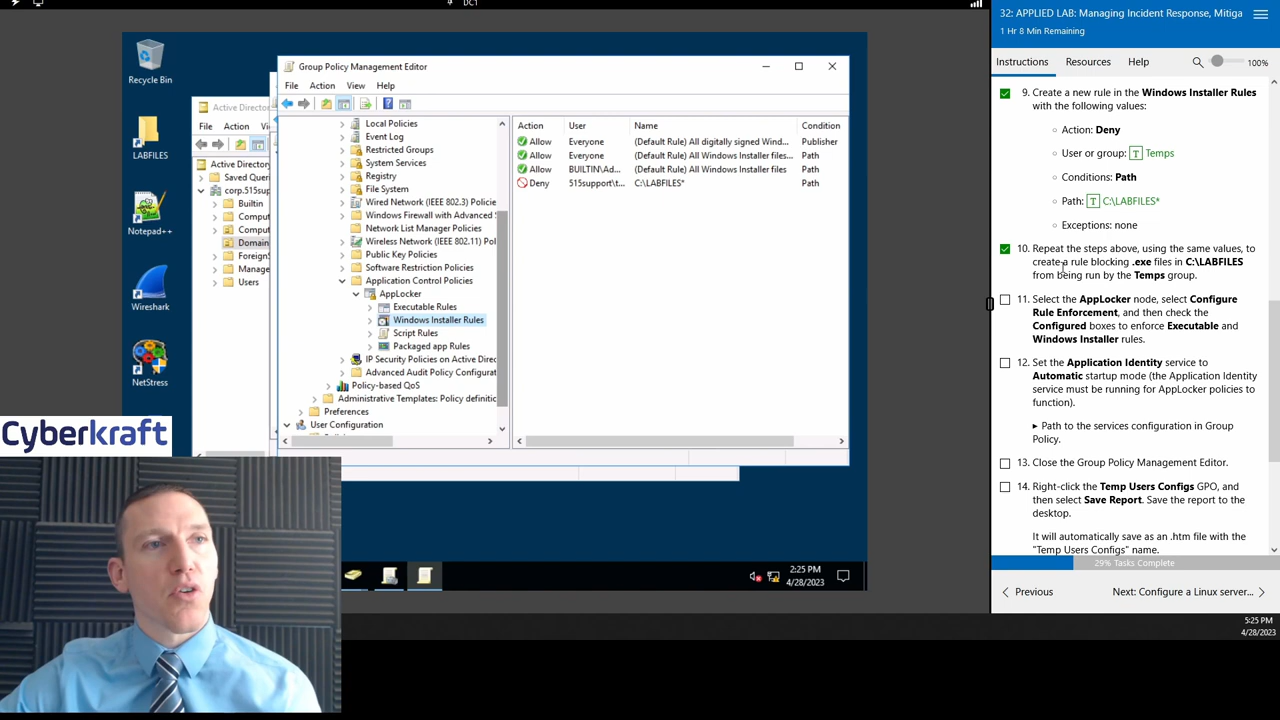 DC1
32: APPLIED LAB: Managing Incident Response, Mitiga
1 Hr 8 Min Remaining
Instructions
Resources
Help
100%
9. Create a new rule in the Windows Installer Rules
with the following values:
Action: Deny
User or group: T Temps
Conditions: Path
Path: T C:\LABFILES*
Exceptions: none
10. Repeat the steps above, using the same values, to
create a rule blocking .exe files in C:\LABFILES
from being run by the Temps group.
11. Select the AppLocker node, select Configure
Rule Enforcement, and then check the
Configured boxes to enforce Executable and
Windows Installer rules.
12. Set the Application Identity service to
Automatic startup mode (the Application Identity
service must be running for AppLocker policies to
function).
Path to the services configuration in Group
Policy.
13. Close the Group Policy Management Editor.
14. Right-click the Temp Users Configs GPO, and
then select Save Report. Save the report to the
desktop.
It will automatically save as an .htm file with the
"Temp Users Configs" name.
29% Tasks Complete
Previous
Next: Configure a Linux server...
5:25 PM
4/28/2023
Recycle Bin
LABFILES
Notepad++
Wireshark
NetStress
Active Director
File
Action
Vi
Active Director
Saved Quer
corp.515sup
Builtin
Comput
Comput
Domain
ForeignS
Manage
Users
Group Policy Management Editor
File
Action
View
Help
Local Policies
Event Log
Restricted Groups
System Services
Registry
File System
Wired Network (IEEE 802.3) Policie
Windows Firewall with Advanced S
Network List Manager Policies
Wireless Network (IEEE 802.11) Pol
Public Key Policies
Software Restriction Policies
Application Control Policies
AppLocker
Executable Rules
Windows Installer Rules
Script Rules
Packaged app Rules
IP Security Policies on Active Direc
Advanced Audit Policy Configurat
Policy-based QoS
Administrative Templates: Policy definitic
Preferences
User Configuration
Action User Name Condition
Allow Everyone (Default Rule) All digitally signed Wind... Publisher
Allow Everyone (Default Rule) All Windows Installer files... Path
Allow BUILTIN\Ad... (Default Rule) All Windows Installer files Path
Deny 515support\t... C:\LABFILES* Path
2:25 PM
4/28/2023
Cyberkraft